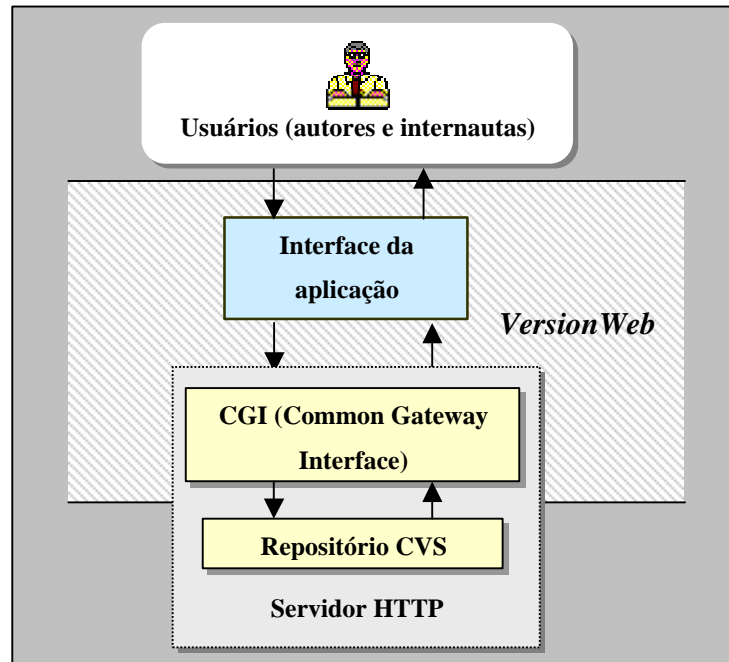 Usuários (autores e internautas)
Interface da
aplicação
VersionWeb
CGI (Common Gateway
Interface)
Repositório CVS
Servidor HTTP